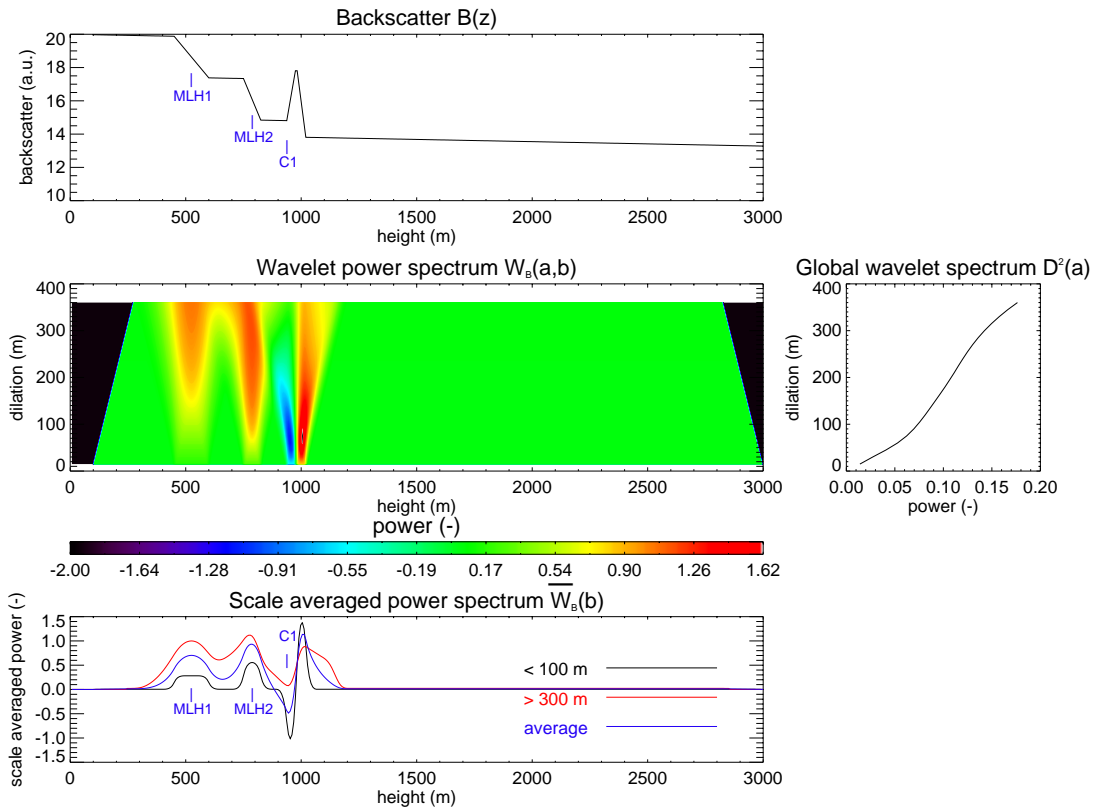 Backscatter B(z)
backscatter (a.u.)
20
18
16
14
12
10
MLH1
MLH2
C1
0 500 1000 1500 2000 2500 3000
height (m)
Wavelet power spectrum W_B(a,b)
dilation (m)
400
300
200
100
0
0 500 1000 1500 2000 2500 3000
height (m)
Global wavelet spectrum D²(a)
dilation (m)
400
300
200
100
0
0.00 0.05 0.10 0.15 0.20
power (-)
power (-)
-2.00 -1.64 -1.28 -0.91 -0.55 -0.19 0.17 0.54 0.90 1.26 1.62
Scale averaged power spectrum W̅_B(b)
scale averaged power (-)
1.5
1.0
0.5
0.0
-0.5
-1.0
-1.5
C1
MLH1
MLH2
< 100 m
> 300 m
average
0 500 1000 1500 2000 2500 3000
height (m)